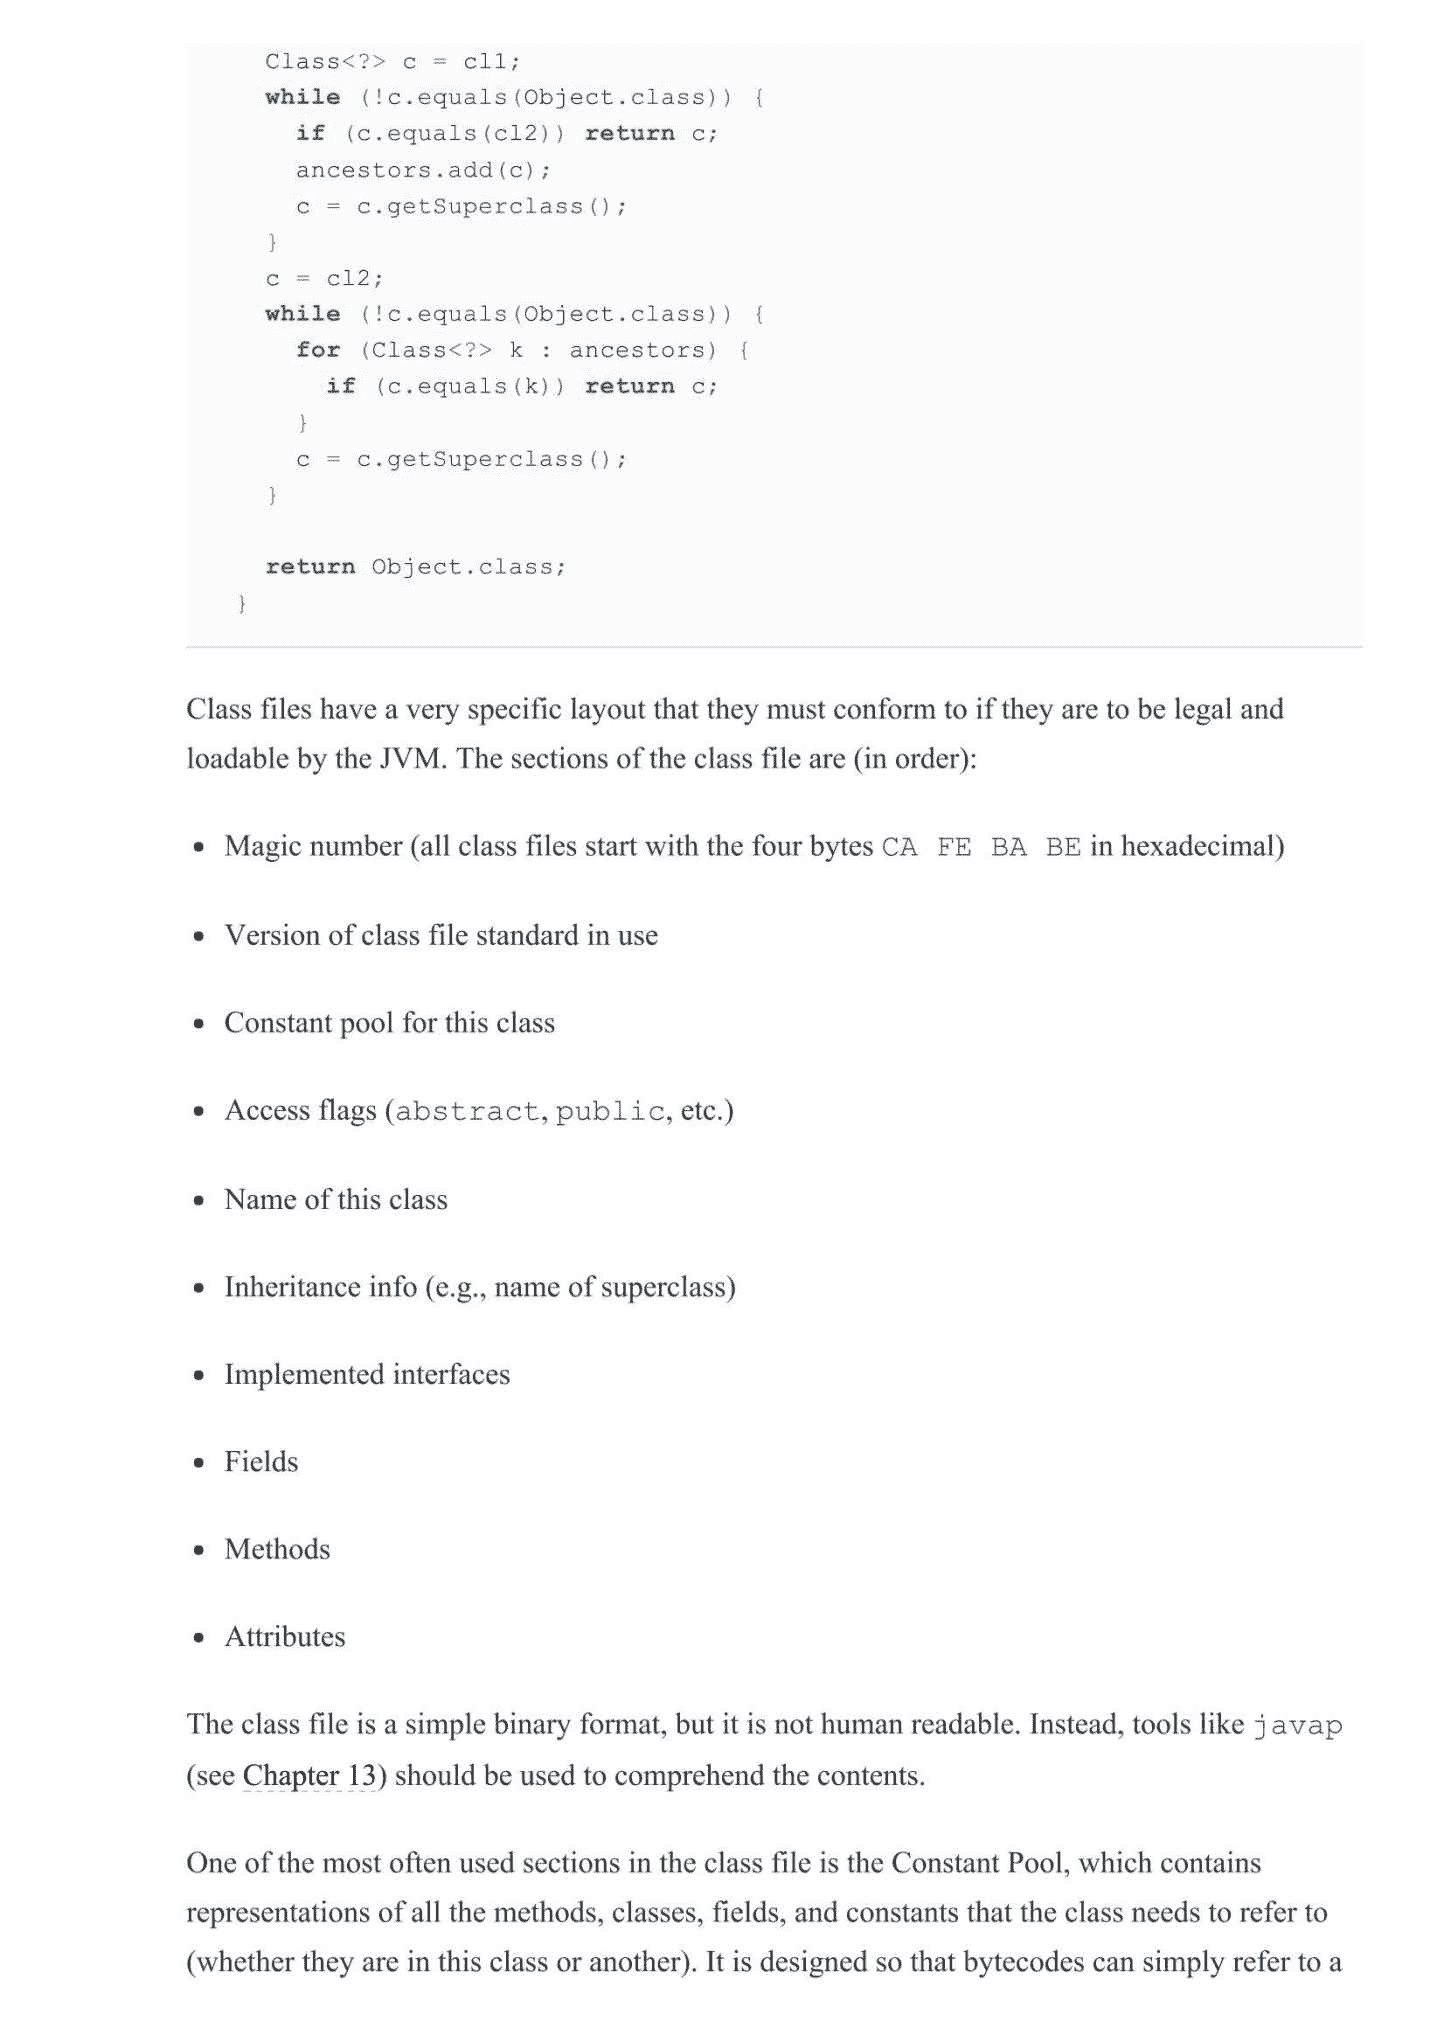 Class<?> c = cl1;
while (!c.equals(Object.class)) {
if (c.equals(cl2)) return c;
ancestors.add(c);
c = c.getSuperclass();
}
c = cl2;
while (!c.equals(Object.class)) {
for (Class<?> k : ancestors) {
if (c.equals(k)) return c;
}
c = c.getSuperclass();
}
return Object.class;
}
Class files have a very specific layout that they must conform to if they are to be legal and
loadable by the JVM. The sections of the class file are (in order):
• Magic number (all class files start with the four bytes CA FE BA BE in hexadecimal)
• Version of class file standard in use
• Constant pool for this class
• Access flags (abstract, public, etc.)
• Name of this class
• Inheritance info (e.g., name of superclass)
• Implemented interfaces
• Fields
• Methods
• Attributes
The class file is a simple binary format, but it is not human readable. Instead, tools like javap
(see Chapter 13) should be used to comprehend the contents.
One of the most often used sections in the class file is the Constant Pool, which contains
representations of all the methods, classes, fields, and constants that the class needs to refer to
(whether they are in this class or another). It is designed so that bytecodes can simply refer to a